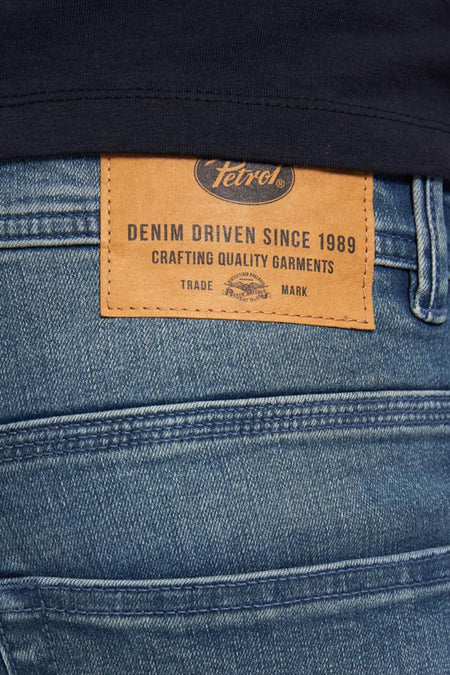 Petrol®
DENIM DRIVEN SINCE 1989
CRAFTING QUALITY GARMENTS
TRADE MARK